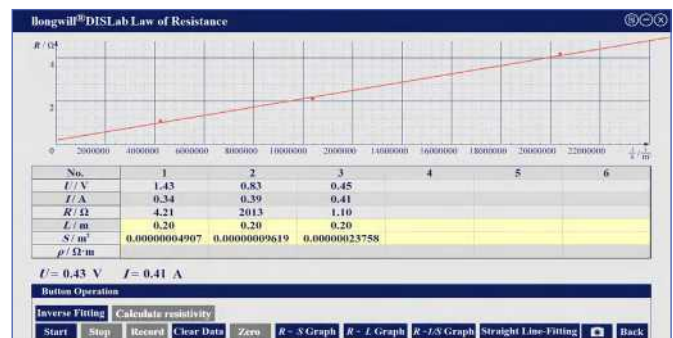 llongwill®DISLab Law of Resistance
R / Ω
4
2
0 2000000 4000000 6000000 8000000 10000000 2000000 14000000 16000000 18000000 20000000 22000000
No. 1 2 3 4 5 6
U / V 1.43 0.83 0.45
I / A 0.34 0.39 0.41
R / Ω 4.21 2013 1.10
L / m 0.20 0.20 0.20
S / m² 0.00000004907 0.00000009619 0.00000023758
ρ / Ω·m
U = 0.43 V I = 0.41 A
Button Operation
Inverse Fitting Calculate resistivity
Start Stop Record Clear Data Zero R - S Graph R - L Graph R -1/S Graph Straight Line-Fitting Back